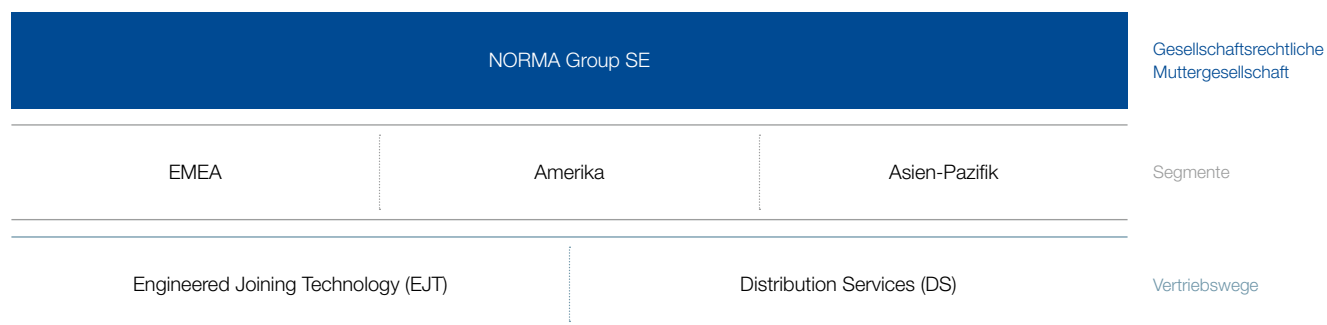 NORMA Group SE
Gesellschaftsrechtliche
Muttergesellschaft
EMEA
Amerika
Asien-Pazifik
Segmente
Engineered Joining Technology (EJT)
Distribution Services (DS)
Vertriebswege